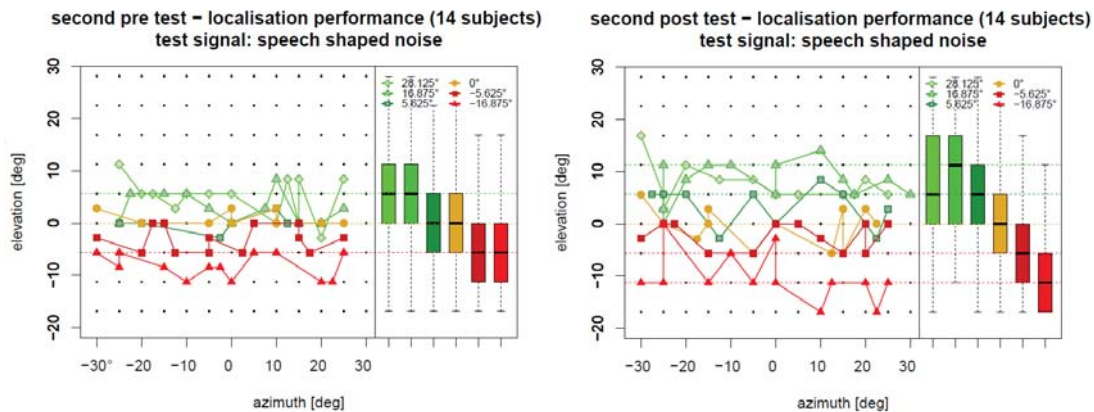 second pre test − localisation performance (14 subjects)
test signal: speech shaped noise
30
20
10
0
−10
−20
elevation [deg]
28.125° 0°
16.875° −5.625°
5.625° −16.875°
−30° −20 −10 0 10 20 30
azimuth [deg]
second post test − localisation performance (14 subjects)
test signal: speech shaped noise
30
20
10
0
−10
−20
elevation [deg]
28.125° 0°
16.875° −5.625°
5.625° −16.875°
−30 −20 −10 0 10 20 30
azimuth [deg]